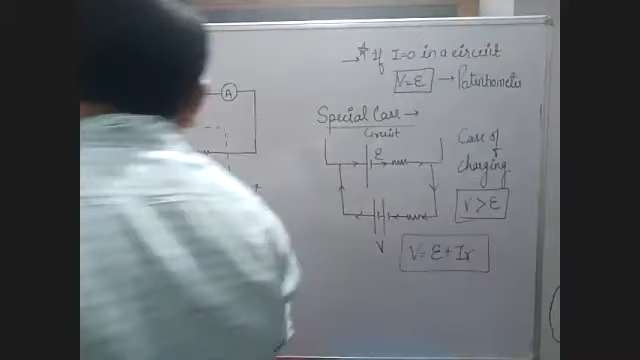 → * If I=0 in a circuit
V=ε → Potentiometer
A
Special Case →
Circuit
ε
Case of
charging
V>ε
V
V= ε+Ir